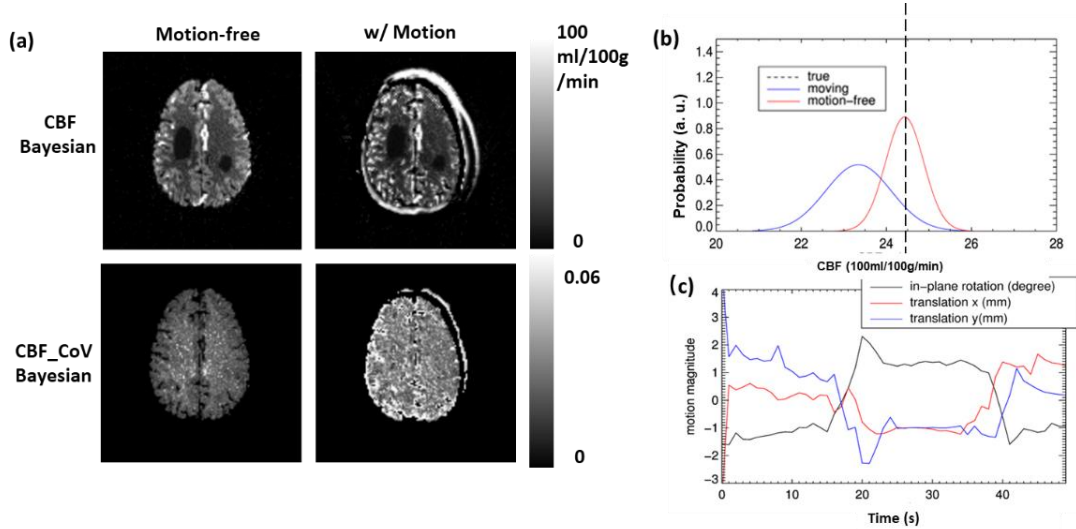 (a)
Motion-free
w/ Motion
100
ml/100g
/min
CBF
Bayesian
0
0.06
CBF_CoV
Bayesian
0
(b)
Probability (a. u.)
1.4
1.2
1.0
0.8
0.6
0.4
0.2
0.0
true
moving
motion-free
20
22
24
26
28
CBF (100ml/100g/min)
(c)
in-plane rotation (degree)
translation x (mm)
translation y(mm)
motion magnitude
4
3
2
1
0
-1
-2
-3
0
10
20
30
40
Time (s)